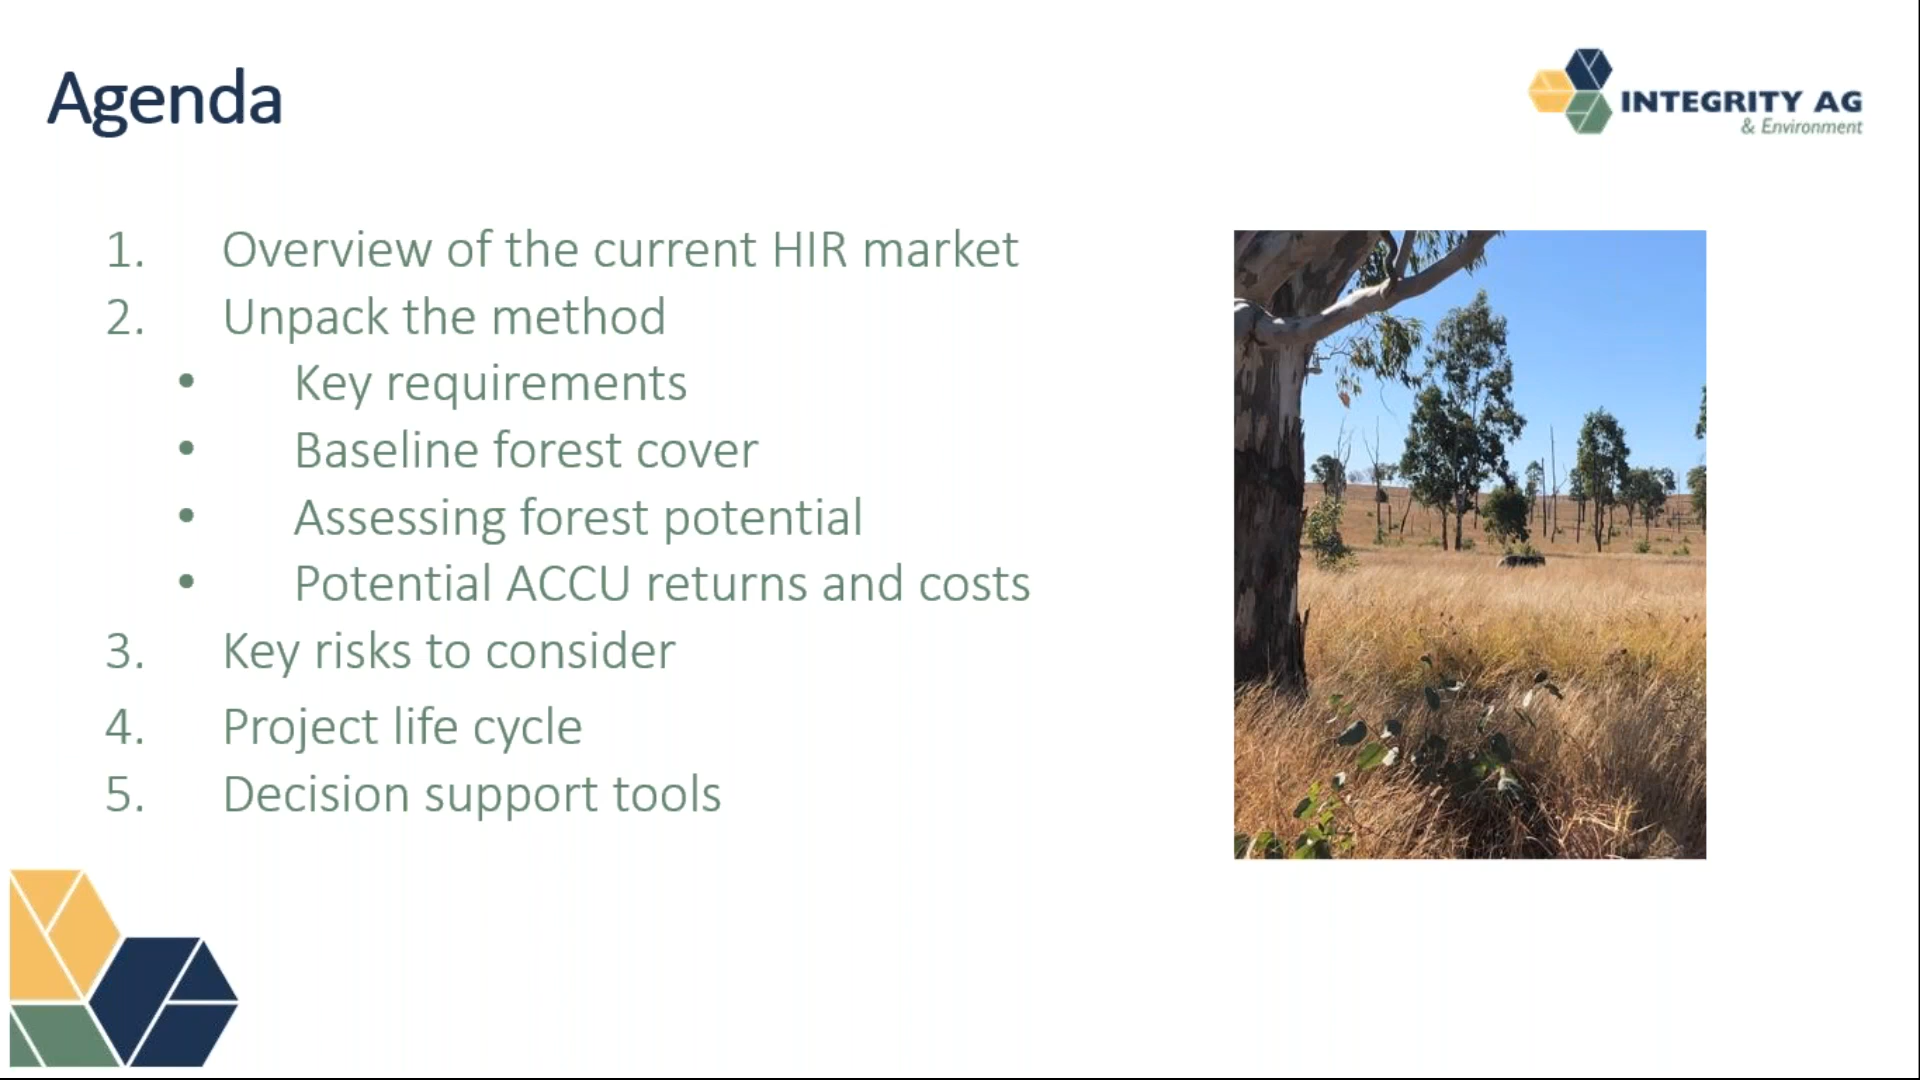 Agenda
INTEGRITY AG
& Environment
1. Overview of the current HIR market
2. Unpack the method
• Key requirements
• Baseline forest cover
• Assessing forest potential
• Potential ACCU returns and costs
3. Key risks to consider
4. Project life cycle
5. Decision support tools